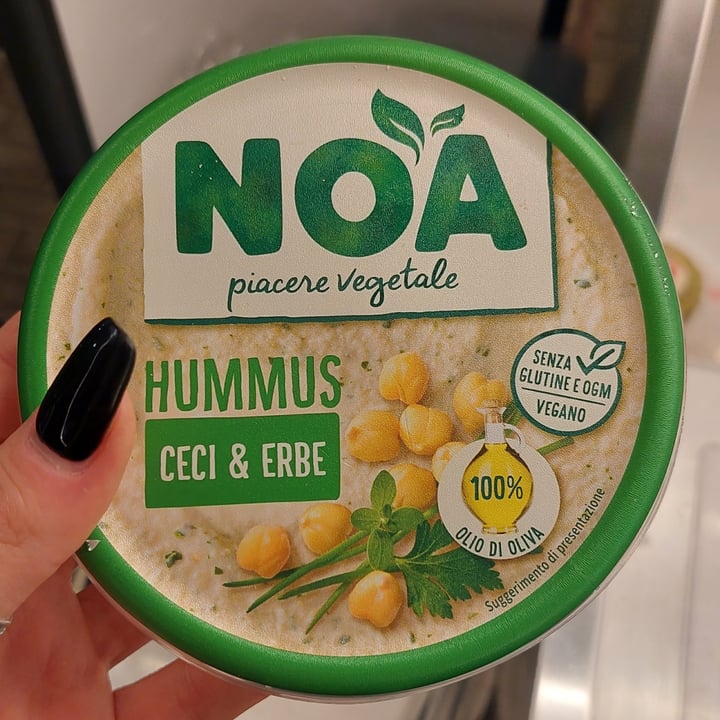 NOA
piacere vegetale
HUMMUS
CECI & ERBE
SENZA
GLUTINE E OGM
VEGANO
100%
OLIO DI OLIVA
Suggerimento di presentazione